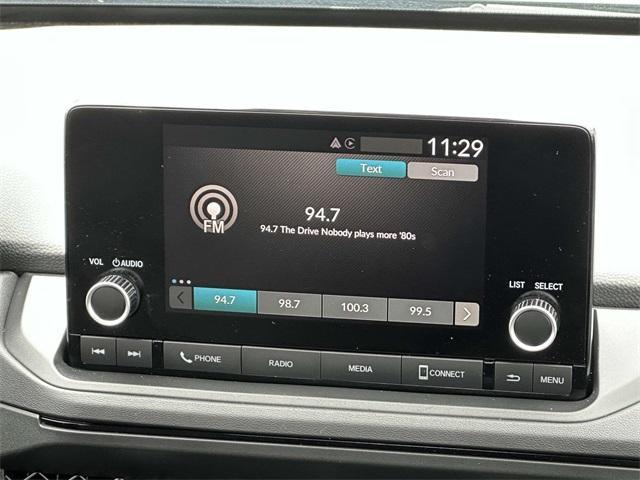 11:29
Text Scan
FM
94.7
94.7 The Drive Nobody plays more '80s
94.7 98.7 100.3 99.5
VOL AUDIO
LIST SELECT
PHONE RADIO MEDIA CONNECT MENU